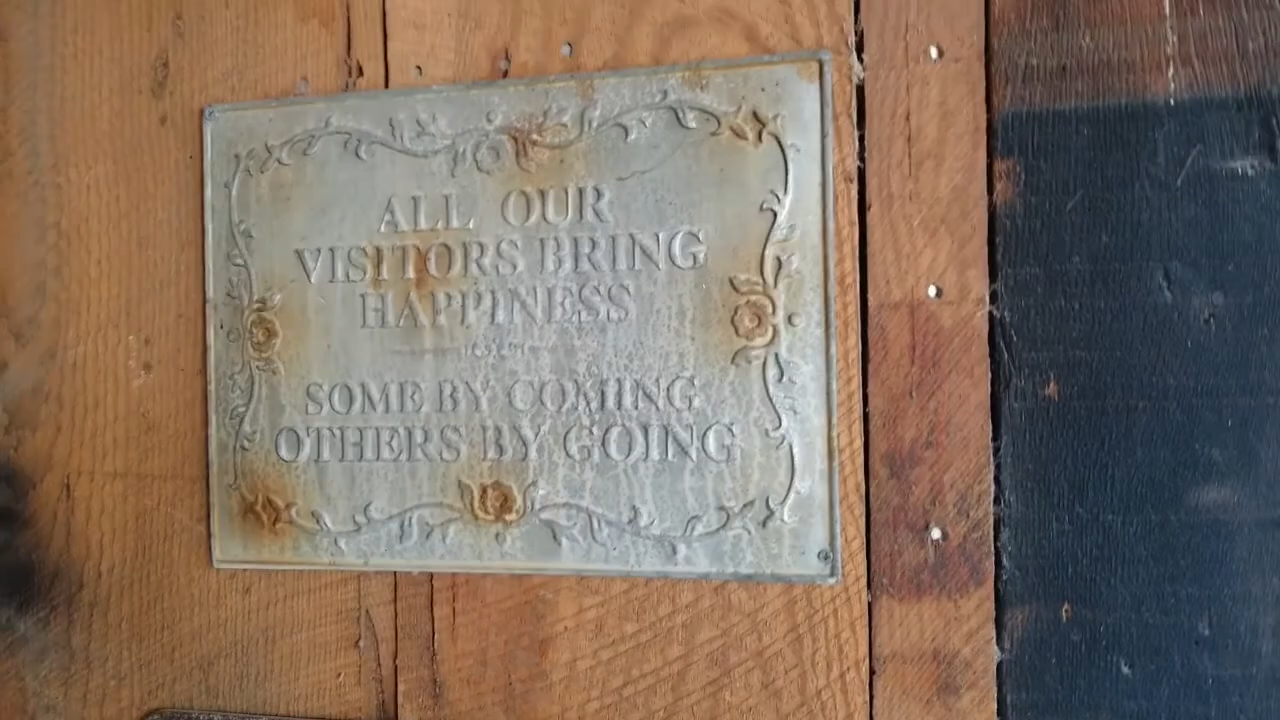 ALL OUR
VISITORS BRING
HAPPINESS
SOME BY COMING
OTHERS BY GOING